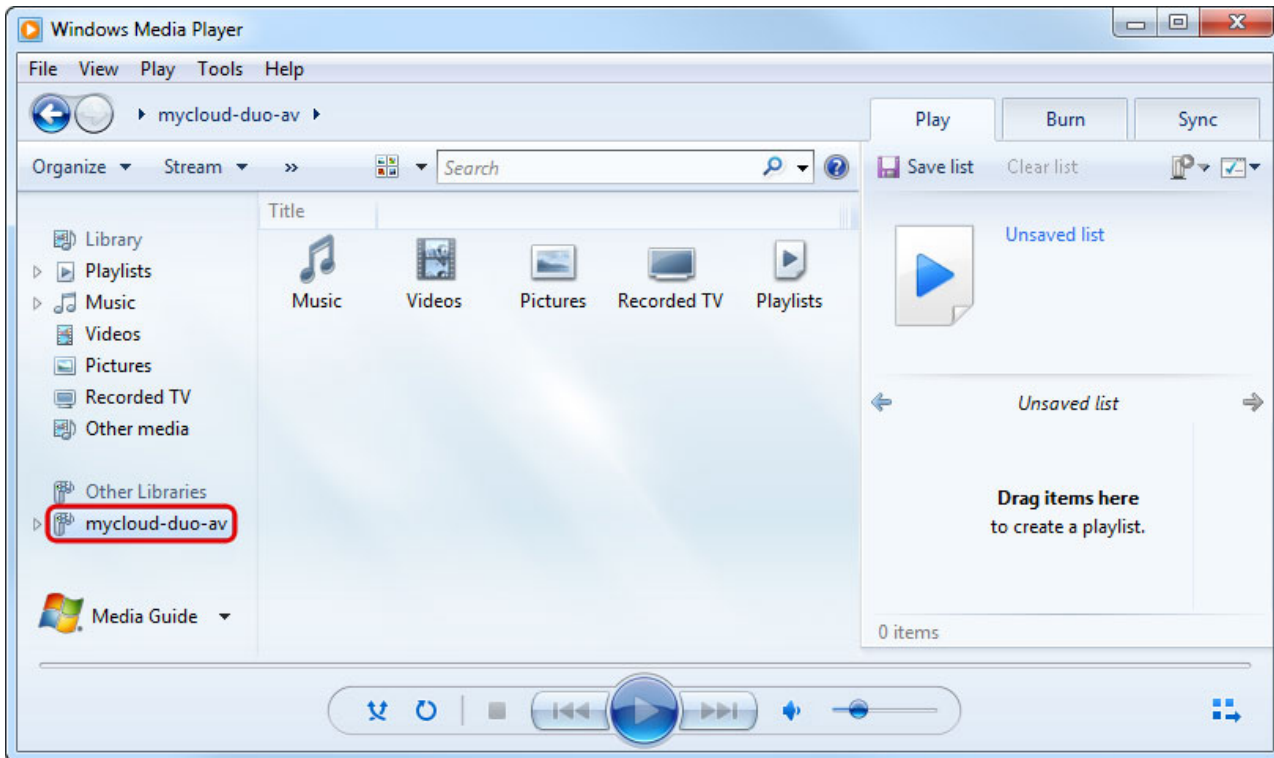 Windows Media Player
File View Play Tools Help
mycloud-duo-av
Play Burn Sync
Organize Stream » Search Save list Clear list
Title
Library
Playlists
Music
Videos
Pictures
Recorded TV
Other media
Other Libraries
mycloud-duo-av
Media Guide
Music Videos Pictures Recorded TV Playlists
Unsaved list
Unsaved list
Drag items here
to create a playlist.
0 items